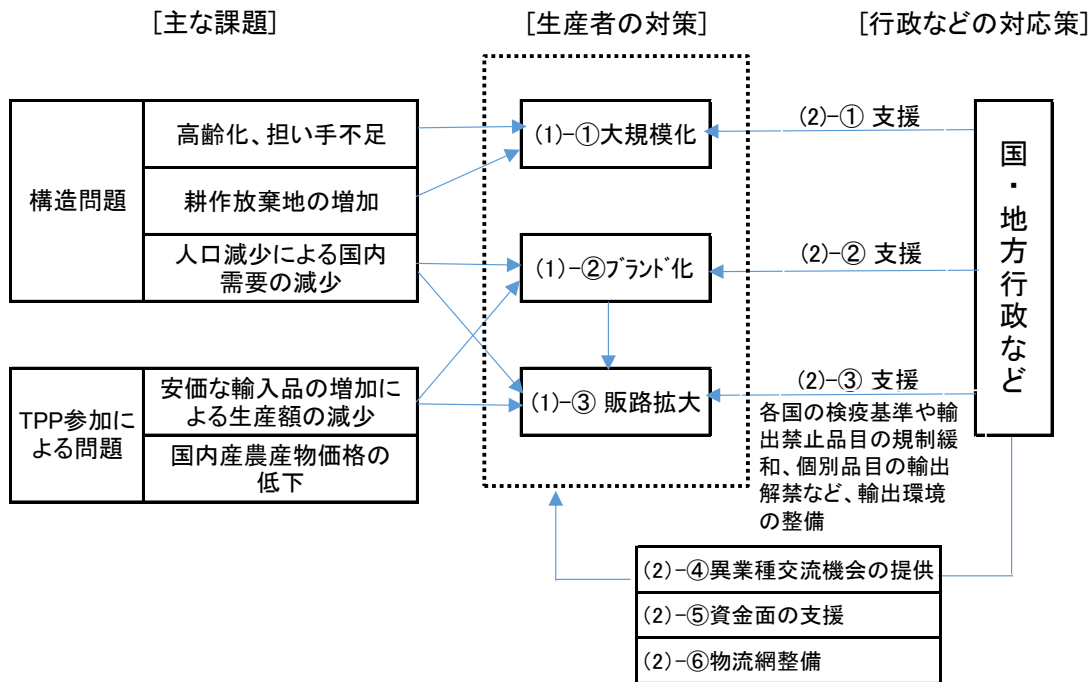 [主な課題]
[生産者の対策]
[行政などの対応策]
構造問題
高齢化、担い手不足
耕作放棄地の増加
人口減少による国内
需要の減少
TPP参加に
よる問題
安価な輸入品の増加に
よる生産額の減少
国内産農産物価格の
低下
(1)-①大規模化
(1)-②ブランド化
(1)-③ 販路拡大
(2)-① 支援
(2)-② 支援
(2)-③ 支援
各国の検疫基準や輸
出禁止品目の規制緩
和、個別品目の輸出
解禁など、輸出環境
の整備
国・地方行政など
(2)-④異業種交流機会の提供
(2)-⑤資金面の支援
(2)-⑥物流網整備